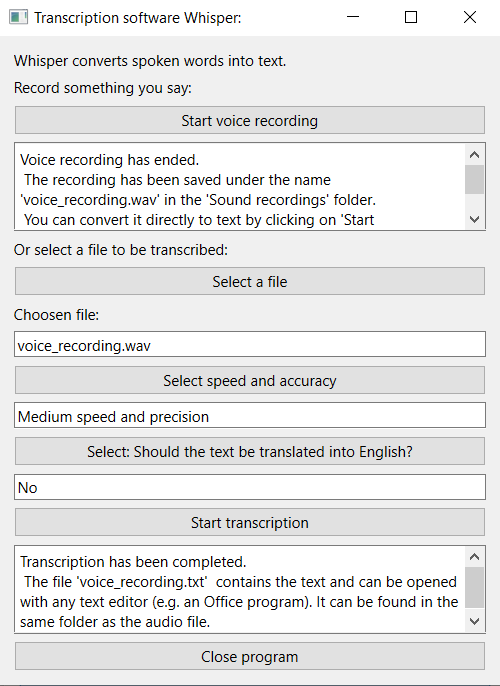 Transcription software Whisper:
Whisper converts spoken words into text.
Record something you say:
Start voice recording
Voice recording has ended.
The recording has been saved under the name
'voice_recording.wav' in the 'Sound recordings' folder.
You can convert it directly to text by clicking on 'Start
Or select a file to be transcribed:
Select a file
Choosen file:
voice_recording.wav
Select speed and accuracy
Medium speed and precision
Select: Should the text be translated into English?
No
Start transcription
Transcription has been completed.
The file 'voice_recording.txt' contains the text and can be opened
with any text editor (e.g. an Office program). It can be found in the
same folder as the audio file.
Close program